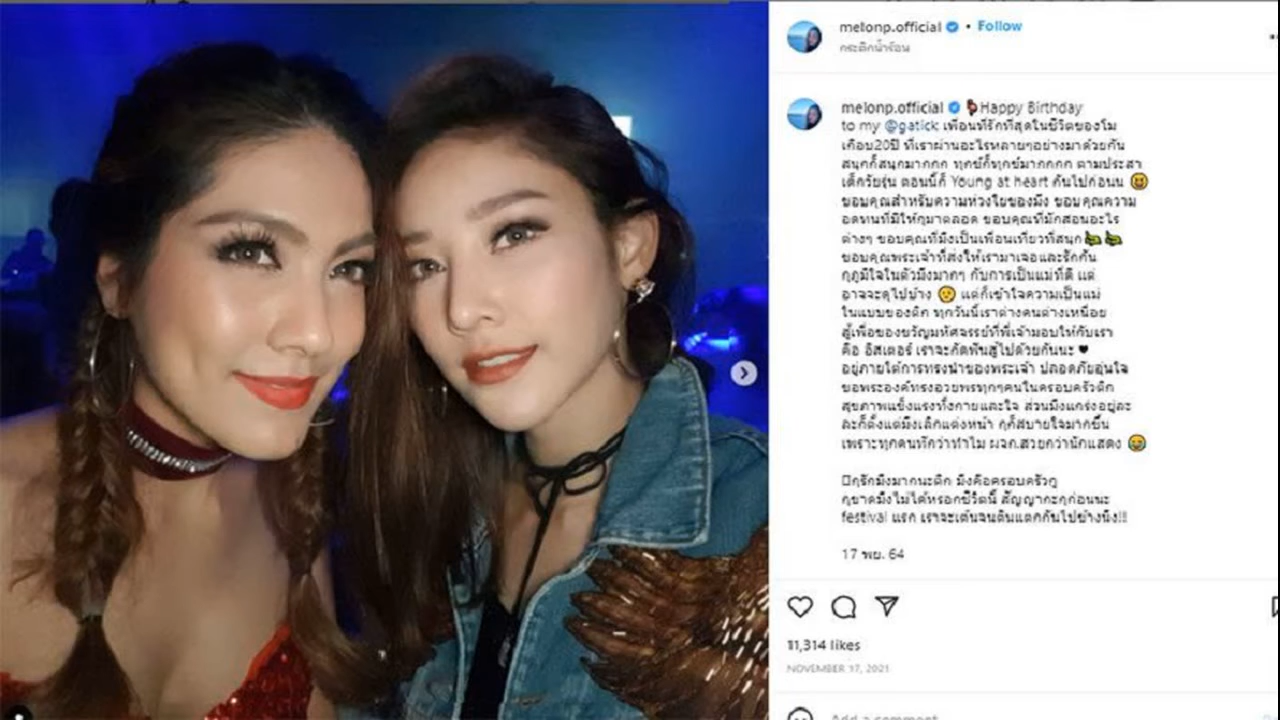 melonp.official • Follow
กระติกน้ำร้อน
melonp.official Happy Birthday
to my @gatick: เพื่อนที่รักที่สุดในชีวิตของโม
เกือบ20ปี ที่เราผ่านอะไรหลายๆอย่างมาด้วยกัน
สนุกก็สนุกมากกก ทุกข์ก็ทุกข์มากกกก ตามประสา
เด็กวัยรุ่น ตอนนี้ก็ Young at heart กันไปก่อนน 😆
ขอบคุณสำหรับความห่วงใยของมึง ขอบคุณความ
อดทนที่มีให้กูมาตลอด ขอบคุณที่มักสอนอะไร
ต่างๆ ขอบคุณที่มึงเป็นเพื่อนเที่ยวที่สนุก
ขอบคุณพระเจ้าที่ส่งให้เรามาเจอและรักกัน
กูภูมิใจในตัวมึงมากๆ กับการเป็นแม่ที่ดี แต่
อาจจะดุไปบ้าง แต่ก็เข้าใจความเป็นแม่
ในแบบของติก ทุกวันนี้เราต่างคนต่างเหนื่อย
สู้เพื่อของขวัญมหัศจรรย์ที่พี่เจ้ามอบให้กับเรา
คือ อีสเตอร์ เราจะกัดฟันสู้ไปด้วยกันนะ ♥
อยู่ภายใต้การทรงนำของพระเจ้า ปลอดภัยอุ่นใจ
ขอพระองค์ทรงอวยพรทุกๆคนในครอบครัวติก
สุขภาพแข็งแรงทั้งกายและใจ ส่วนมึงแกร่งอยู่ละ
ละก็ตั้งแต่มึงเลิกแต่งหน้า กูก็สบายใจมากขึ้น
เพราะทุกคนทักว่าทำไม ผจก.สวยกว่านักแสดง 😂
กูรักมึงมากนะติก มึงคือครอบครัวกู
กูขาดมึงไม่ได้หรอกชีวิตนี้ สัญญากะกูก่อนนะ
festival แรก เราจะเต้นจนตีนแตกกันไปข้างนึง!!
17 พย. 64
11,314 likes
NOVEMBER 17, 2021
Add a comment